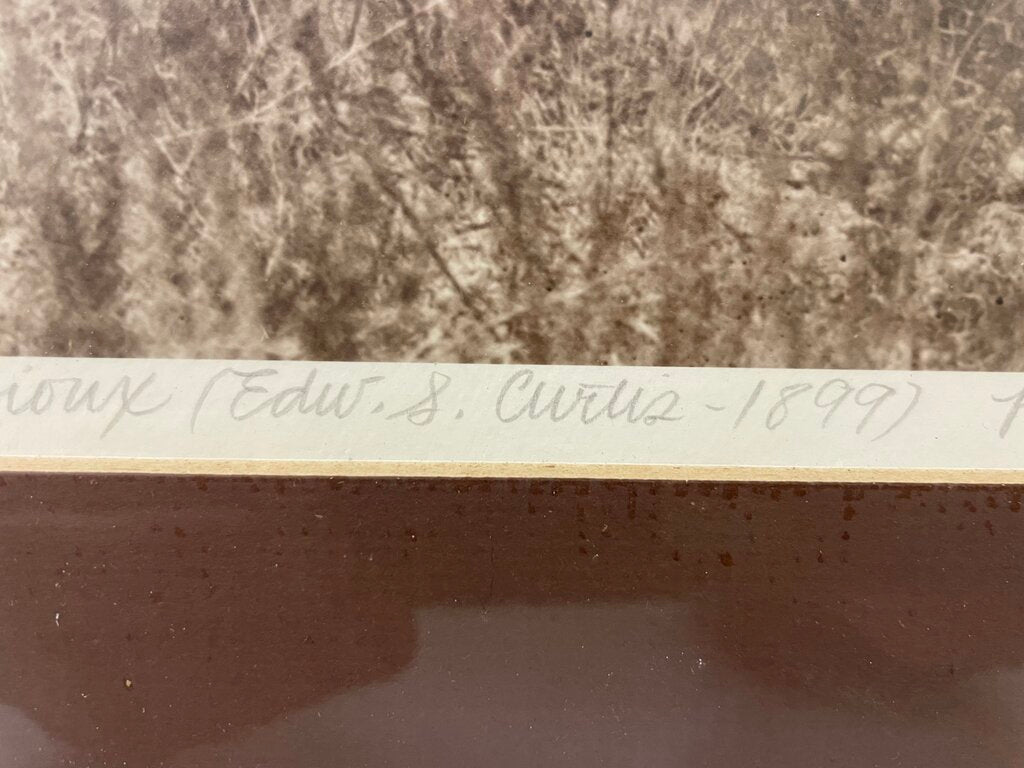 ioux (Edw. S. Curtis - 1899)